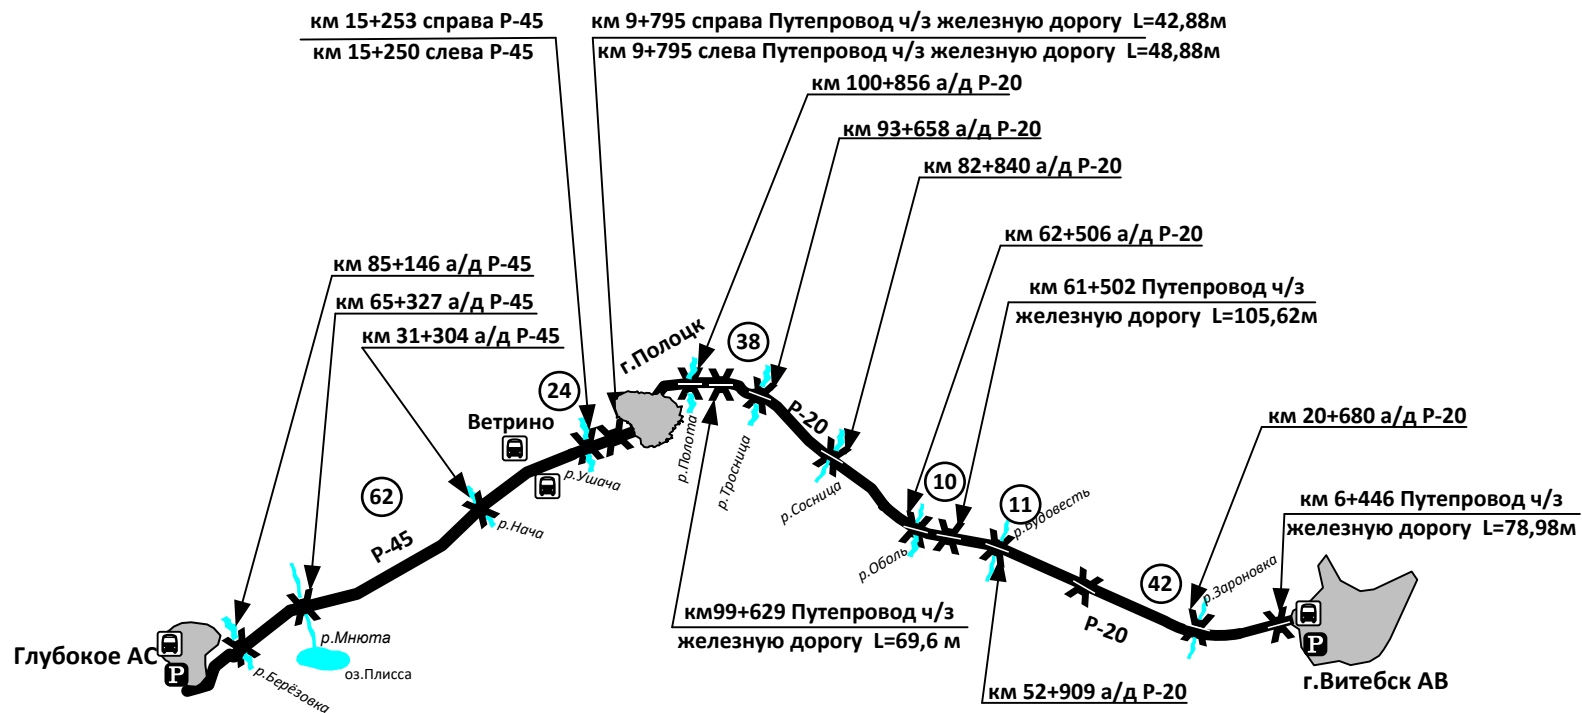 км 15+253 справа Р-45
км 15+250 слева Р-45
км 9+795 справа Путепровод ч/з железную дорогу L=42,88м
км 9+795 слева Путепровод ч/з железную дорогу L=48,88м
км 100+856 а/д Р-20
км 93+658 а/д Р-20
км 82+840 а/д Р-20
км 62+506 а/д Р-20
км 61+502 Путепровод ч/з
железную дорогу L=105,62м
км 85+146 а/д Р-45
км 65+327 а/д Р-45
км 31+304 а/д Р-45
г.Полоцк
38
24
Ветрино
Р-20
км 20+680 а/д Р-20
р.Полота
р.Тросница
р.Ушача
р.Сосница
62
10
11
р.Будовесть
км 6+446 Путепровод ч/з
железную дорогу L=78,98м
р.Нача
Р-45
р.Оболь
42
р.Зароновка
км99+629 Путепровод ч/з
железную дорогу L=69,6 м
Р-20
р.Мнюта
Глубокое АС
P
оз.Плисса
р.Берёзовка
P
г.Витебск АВ
км 52+909 а/д Р-20